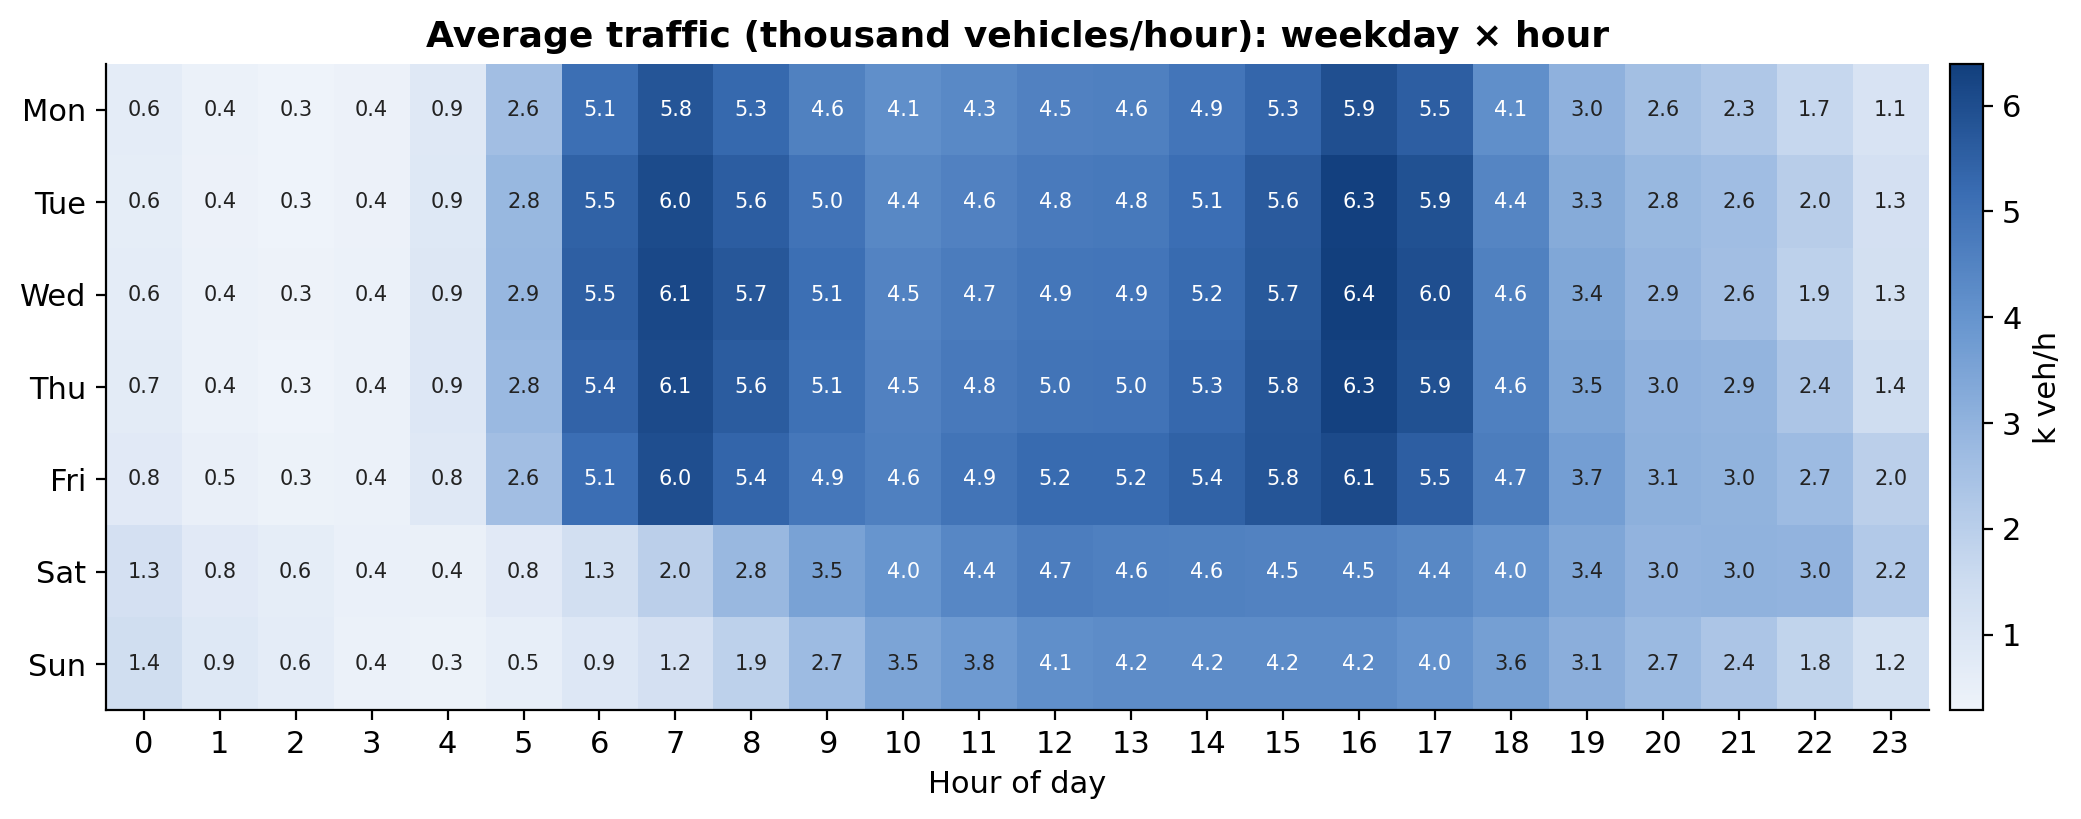 Average traffic (thousand vehicles/hour): weekday × hour
Mon 0.6 0.4 0.3 0.4 0.9 2.6 5.1 5.8 5.3 4.6 4.1 4.3 4.5 4.6 4.9 5.3 5.9 5.5 4.1 3.0 2.6 2.3 1.7 1.1
Tue 0.6 0.4 0.3 0.4 0.9 2.8 5.5 6.0 5.6 5.0 4.4 4.6 4.8 4.8 5.1 5.6 6.3 5.9 4.4 3.3 2.8 2.6 2.0 1.3
Wed 0.6 0.4 0.3 0.4 0.9 2.9 5.5 6.1 5.7 5.1 4.5 4.7 4.9 4.9 5.2 5.7 6.4 6.0 4.6 3.4 2.9 2.6 1.9 1.3
Thu 0.7 0.4 0.3 0.4 0.9 2.8 5.4 6.1 5.6 5.1 4.5 4.8 5.0 5.0 5.3 5.8 6.3 5.9 4.6 3.5 3.0 2.9 2.4 1.4
Fri 0.8 0.5 0.3 0.4 0.8 2.6 5.1 6.0 5.4 4.9 4.6 4.9 5.2 5.2 5.4 5.8 6.1 5.5 4.7 3.7 3.1 3.0 2.7 2.0
Sat 1.3 0.8 0.6 0.4 0.4 0.8 1.3 2.0 2.8 3.5 4.0 4.4 4.7 4.6 4.6 4.5 4.5 4.4 4.0 3.4 3.0 3.0 3.0 2.2
Sun 1.4 0.9 0.6 0.4 0.3 0.5 0.9 1.2 1.9 2.7 3.5 3.8 4.1 4.2 4.2 4.2 4.2 4.0 3.6 3.1 2.7 2.4 1.8 1.2
0 1 2 3 4 5 6 7 8 9 10 11 12 13 14 15 16 17 18 19 20 21 22 23
Hour of day
6
5
4
3
2
1
k veh/h